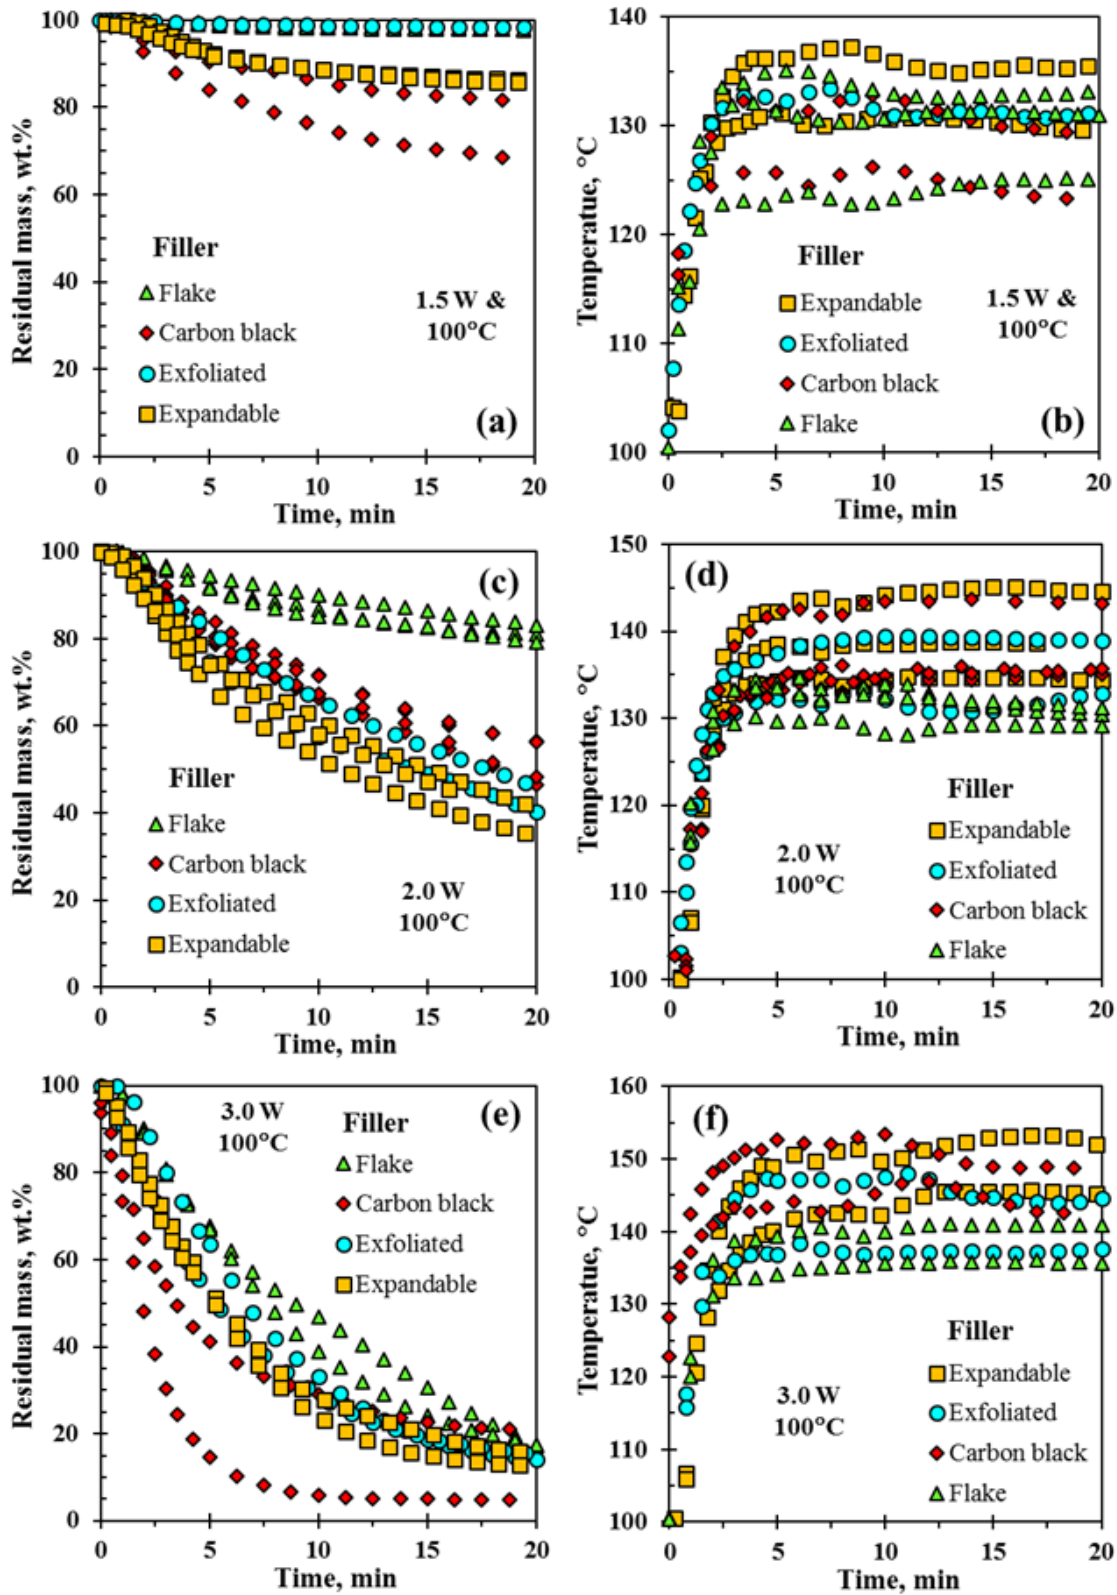 100
80
60
40
20
0
Residual mass, wt.%
Filler
Flake
Carbon black
Exfoliated
Expandable
1.5 W &
100°C
(a)
0
5
10
15
20
Time, min
140
130
120
110
100
Temperatue, °C
Filler
Expandable
Exfoliated
Carbon black
Flake
1.5 W &
100°C
(b)
0
5
10
15
20
Time, min
100
80
60
40
20
0
Residual mass, wt.%
(c)
Filler
Flake
Carbon black
Exfoliated
Expandable
2.0 W
100°C
0
5
10
15
20
Time, min
150
140
130
120
110
100
Temperatue, °C
(d)
Filler
Expandable
Exfoliated
Carbon black
Flake
2.0 W
100°C
0
5
10
15
20
Time, min
100
80
60
40
20
0
Residual mass, wt.%
3.0 W
100°C
Filler
Flake
Carbon black
Exfoliated
Expandable
(e)
0
5
10
15
20
Time, min
160
150
140
130
120
110
100
Temperatue, °C
(f)
Filler
Expandable
Exfoliated
Carbon black
Flake
3.0 W
100°C
0
5
10
15
20
Time, min